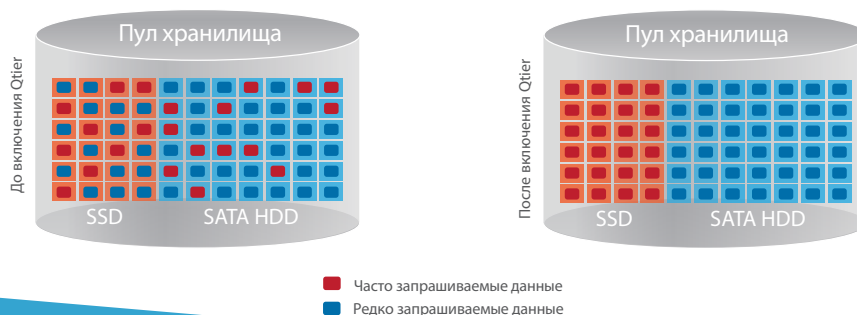 До включения Qtier
Пул хранилища
SSD
SATA HDD
После включения Qtier
Пул хранилища
SSD
SATA HDD
Часто запрашиваемые данные
Редко запрашиваемые данные